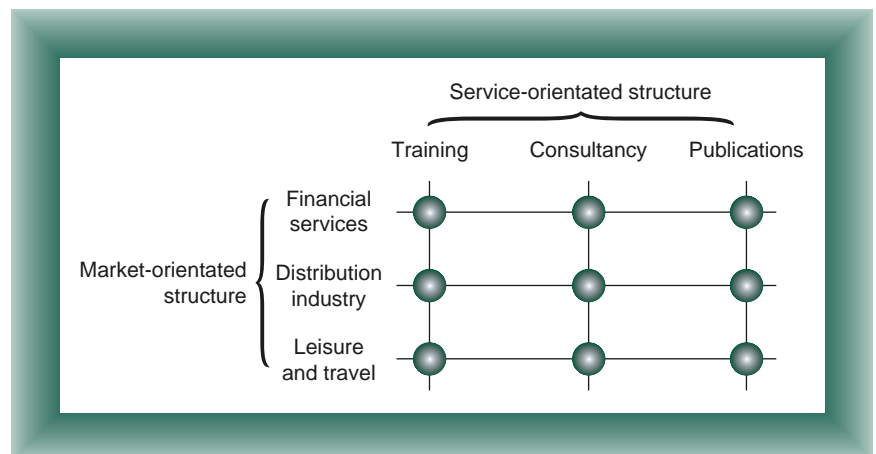 Service-orientated structure
Training Consultancy Publications
Financial
services
Market-orientated
structure
Distribution
industry
Leisure
and travel